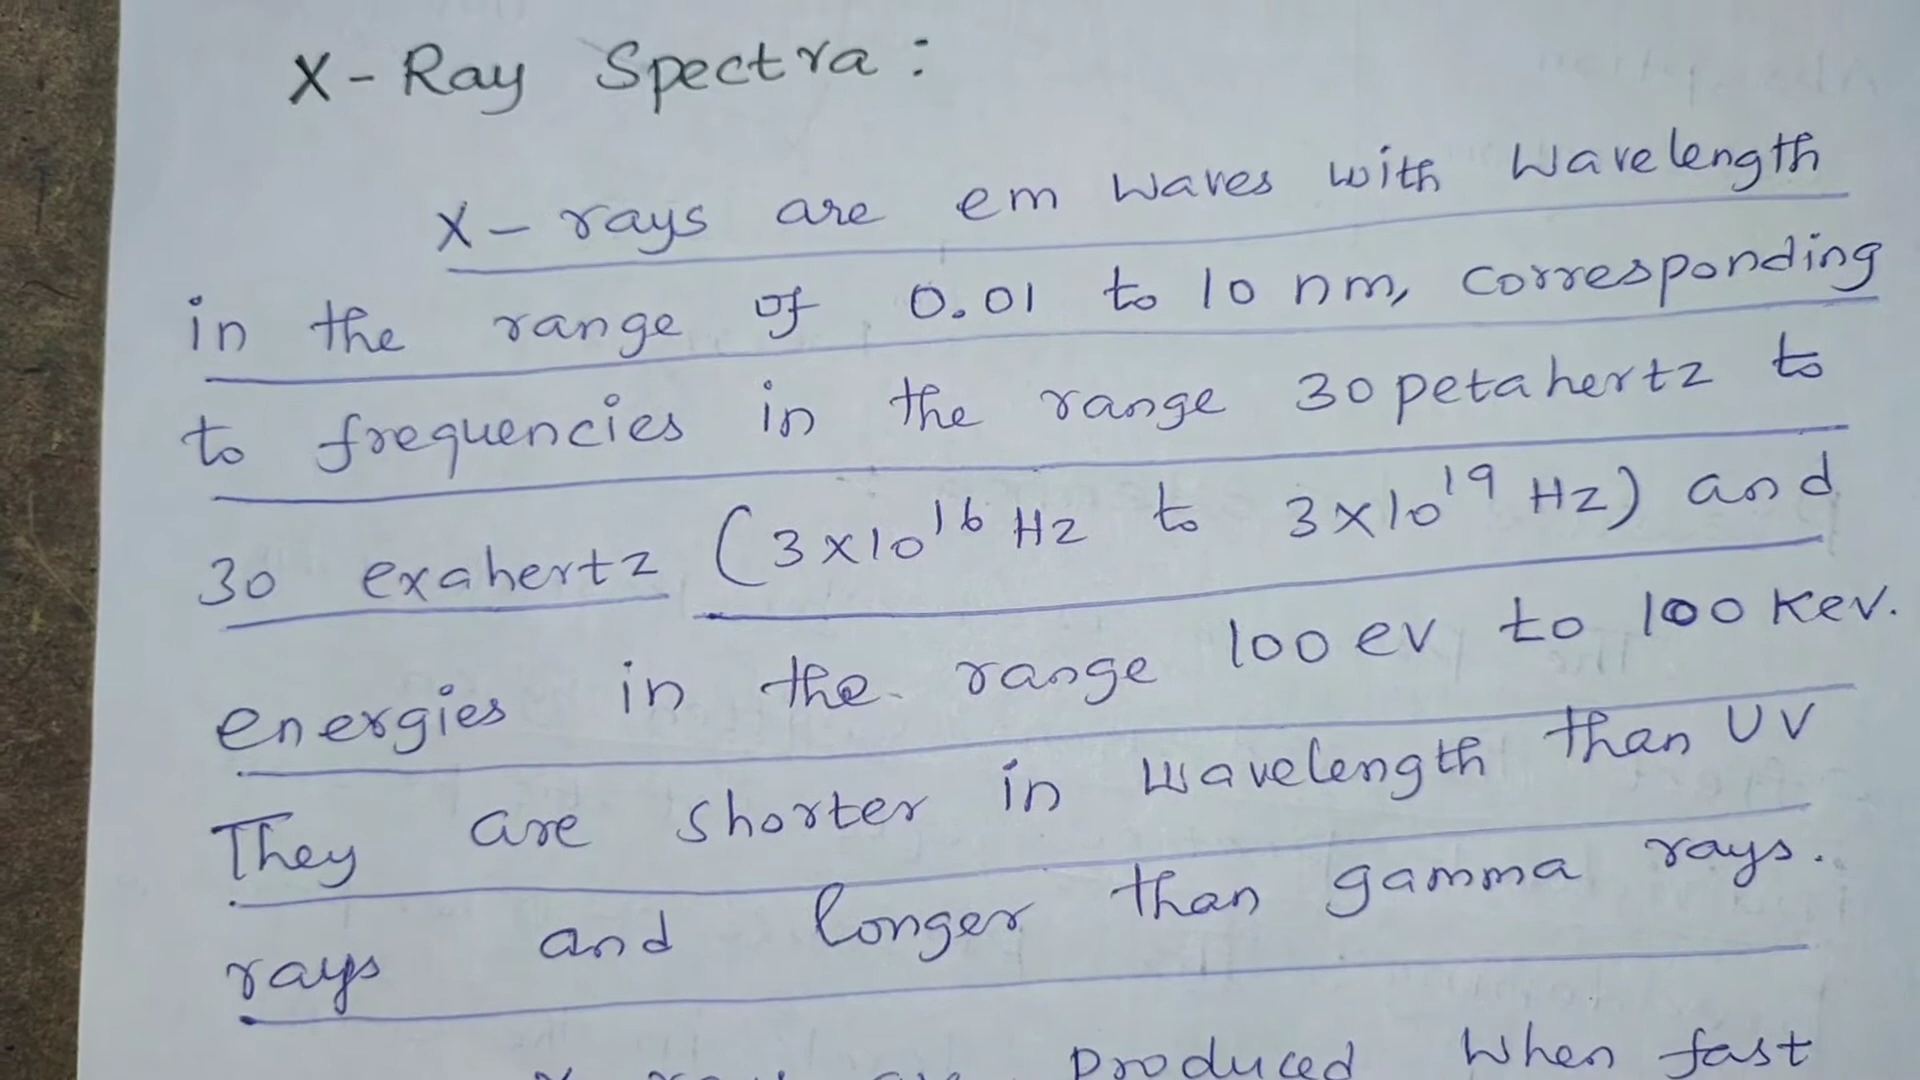 X-Ray Spectra:
X-rays are em waves with wavelength
in the range of 0.01 to 10 nm, corresponding
to frequencies in the range 30 petahertz to
30 exahertz (3×10¹⁶ Hz to 3×10¹⁹ Hz) and
energies in the range 100 ev to 100 Kev.
They are shorter in wavelength than UV
rays and longer than gamma rays.
produced when fast